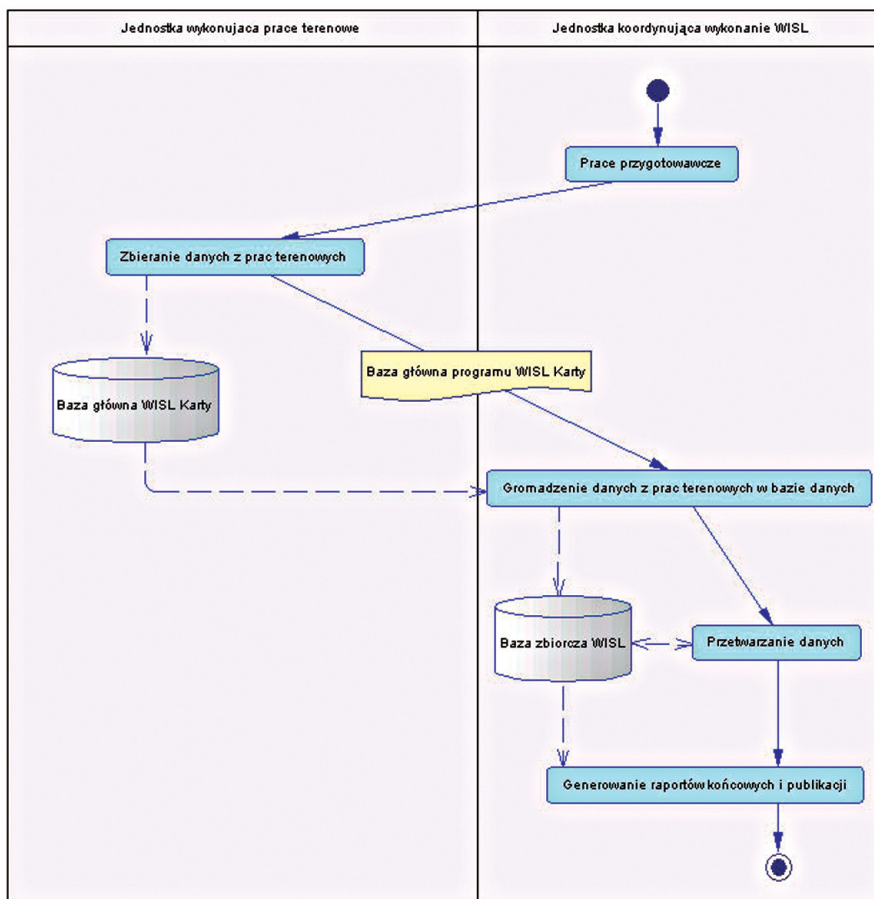 Jednostka wykonujaca prace terenowe
Jednostka koordynująca wykonanie WISL
Prace przygotowawcze
Zbieranie danych z prac terenowych
Baza główna programu WISL Karty
Baza główna WISL Karty
Gromadzenie danych z prac terenowych w bazie danych
Baza zbiorcza WISL
Przetwarzanie danych
Generowanie raportów końcowych i publikacji